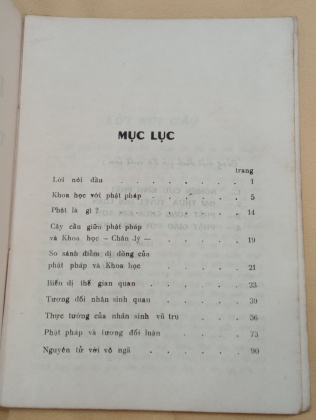 MỤC LỤC
trang
Lời nói đầu . . . . . . . 1
Khoa học với phật pháp . . . . . 5
Phật là gì ? . . . . . . . 14
Cây cầu giữa phật pháp
và Khoa học – Chân lý – . . . . 19
So sánh điểm dị đồng của
phật pháp và Khoa học . . . . 21
Biển dị thế gian quan . . . . . 23
Tương đối nhân sinh quan . . . . 39
Thực tướng của nhân sinh vũ trụ . . . 56
Phật pháp và tương đối luận . . . . 73
Nguyên tử với vô ngã . . . . . 90